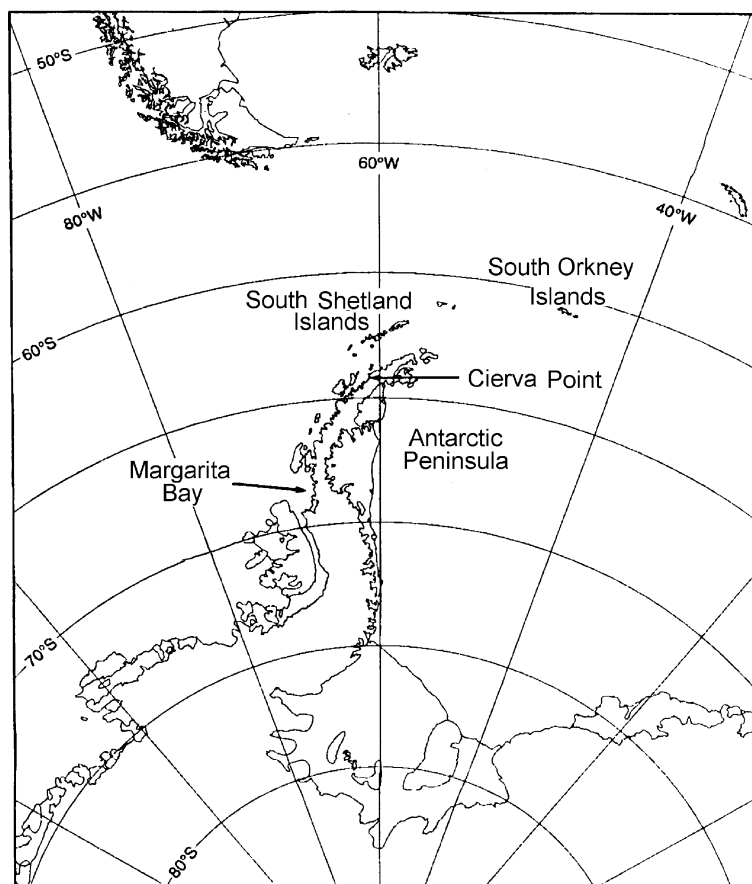 50°S
60°W
80°W
40°W
South Orkney
Islands
South Shetland
Islands
60°S
Cierva Point
Antarctic
Peninsula
Margarita
Bay
70°S
80°S